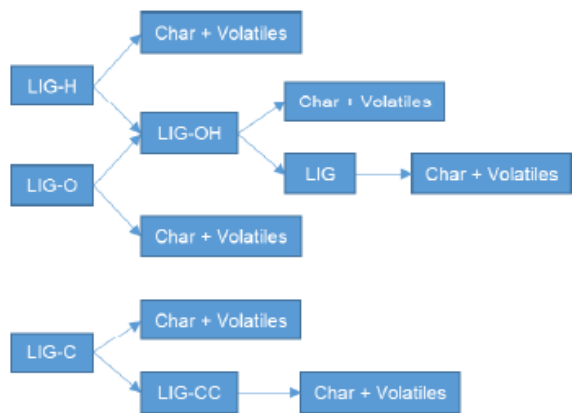 Char + Volatiles
LIG-H
Char + Volatiles
LIG-OH
LIG
Char + Volatiles
LIG-O
Char + Volatiles
Char + Volatiles
LIG-C
LIG-CC
Char + Volatiles